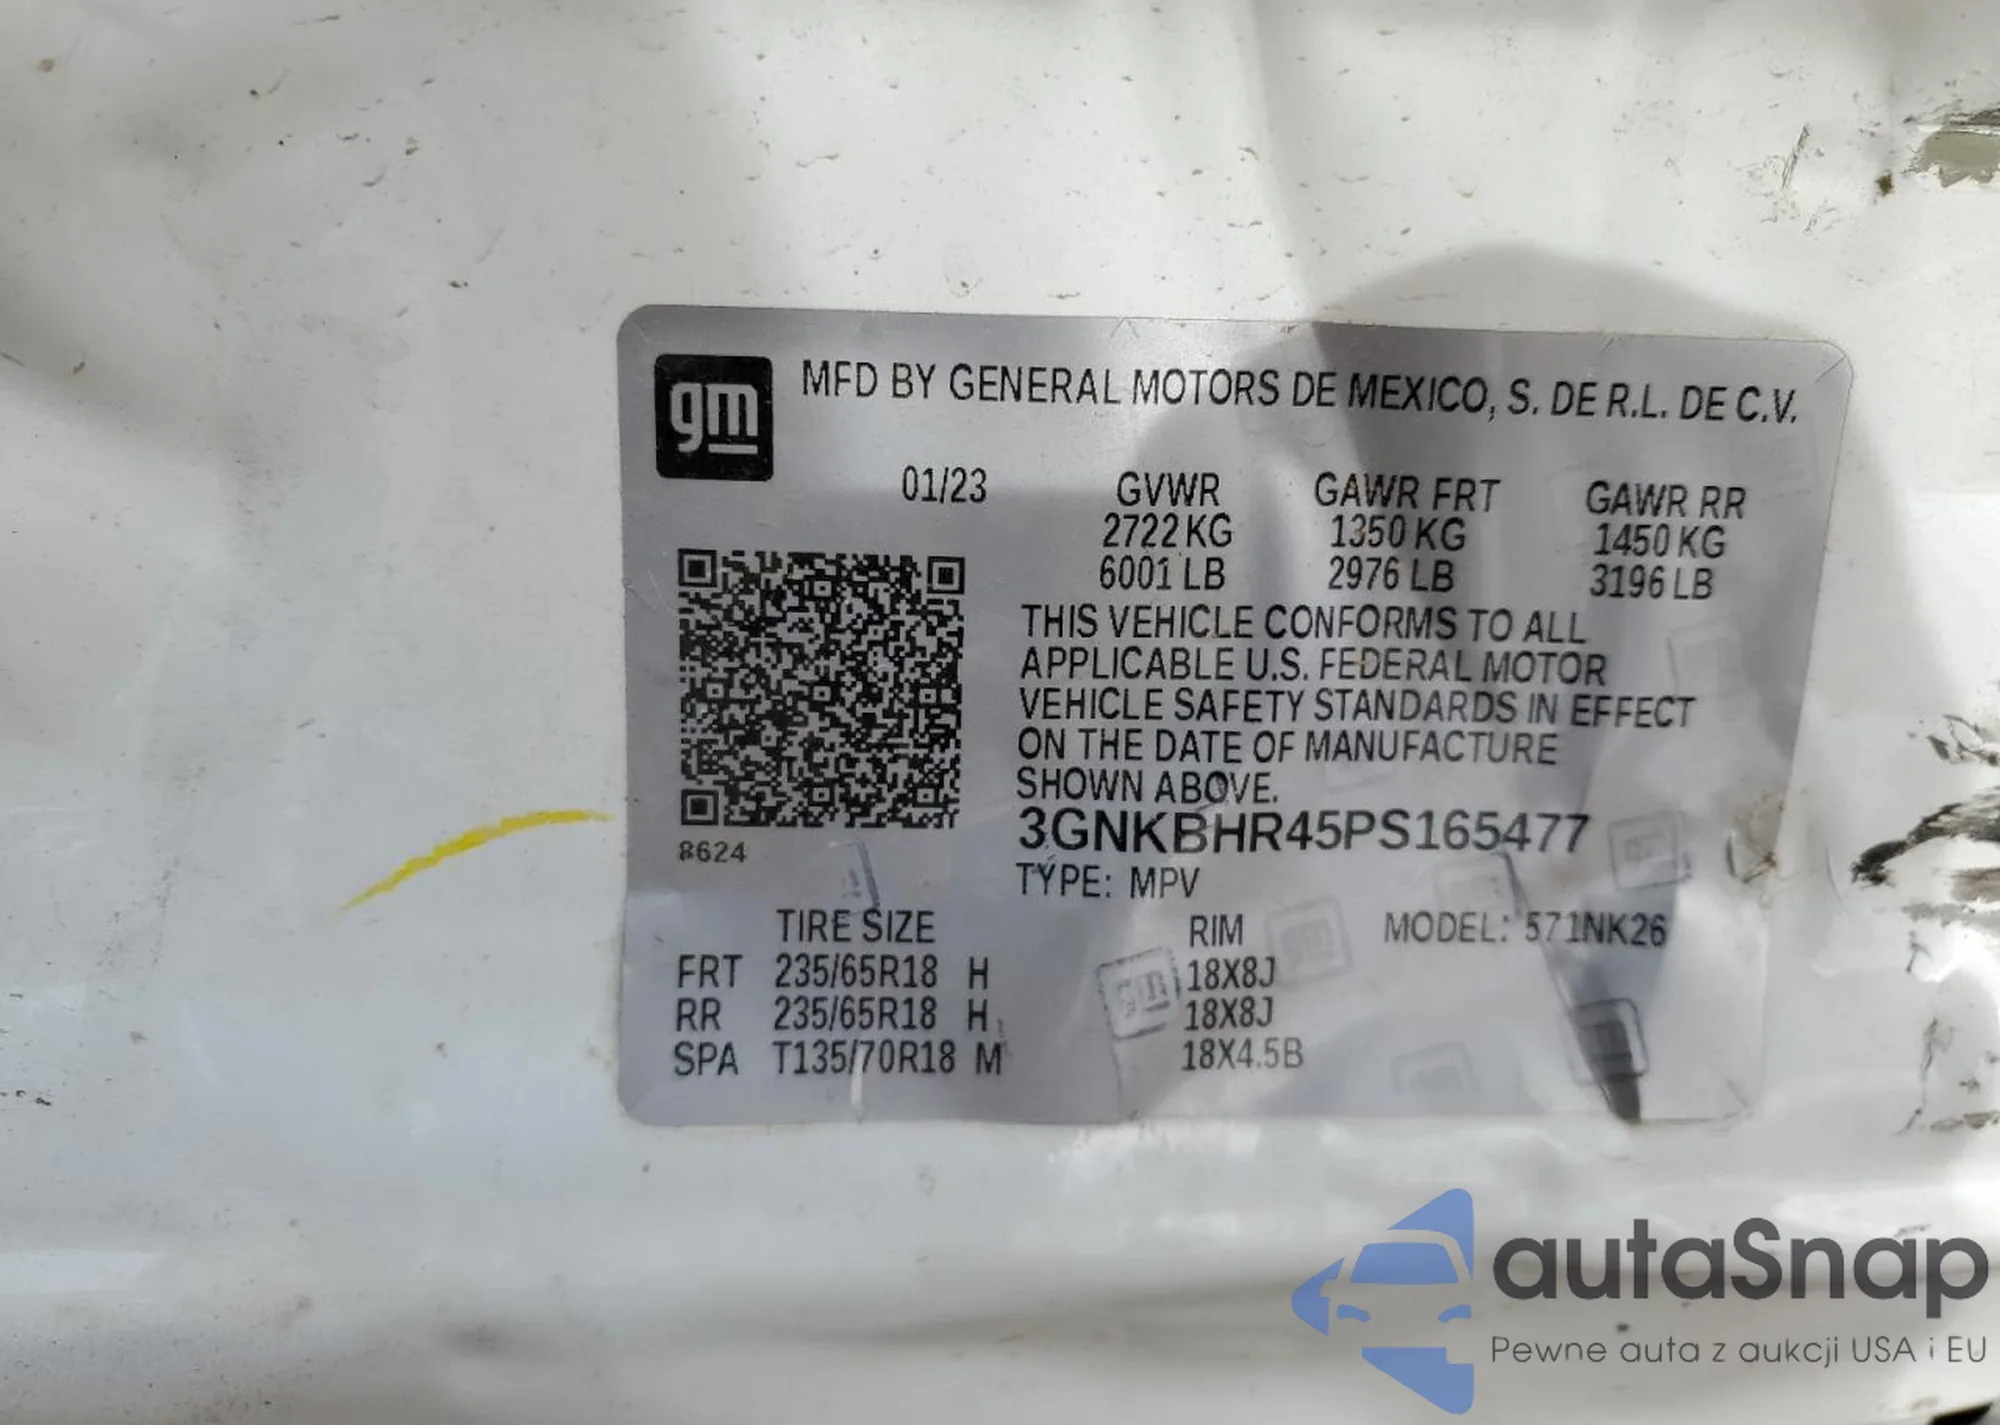 gm
MFD BY GENERAL MOTORS DE MEXICO, S. DE R.L. DE C.V.
01/23 GVWR GAWR FRT GAWR RR
2722 KG 1350 KG 1450 KG
6001 LB 2976 LB 3196 LB
THIS VEHICLE CONFORMS TO ALL
APPLICABLE U.S. FEDERAL MOTOR
VEHICLE SAFETY STANDARDS IN EFFECT
ON THE DATE OF MANUFACTURE
SHOWN ABOVE.
3GNKBHR45PS165477
8624
TYPE: MPV
TIRE SIZE RIM MODEL: 571NK26
FRT 235/65R18 H 18X8J
RR 235/65R18 H 18X8J
SPA T135/70R18 M 18X4.5B
autaSnap
Pewne auta z aukcji USA i EU